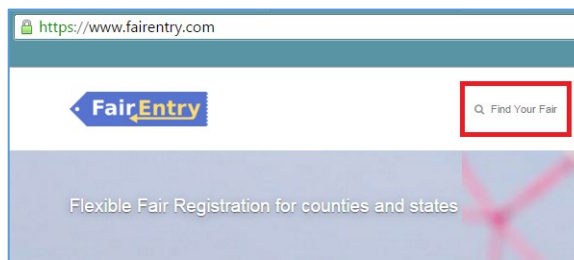 https://www.fairentry.com
FairEntry
Find Your Fair
Flexible Fair Registration for counties and states